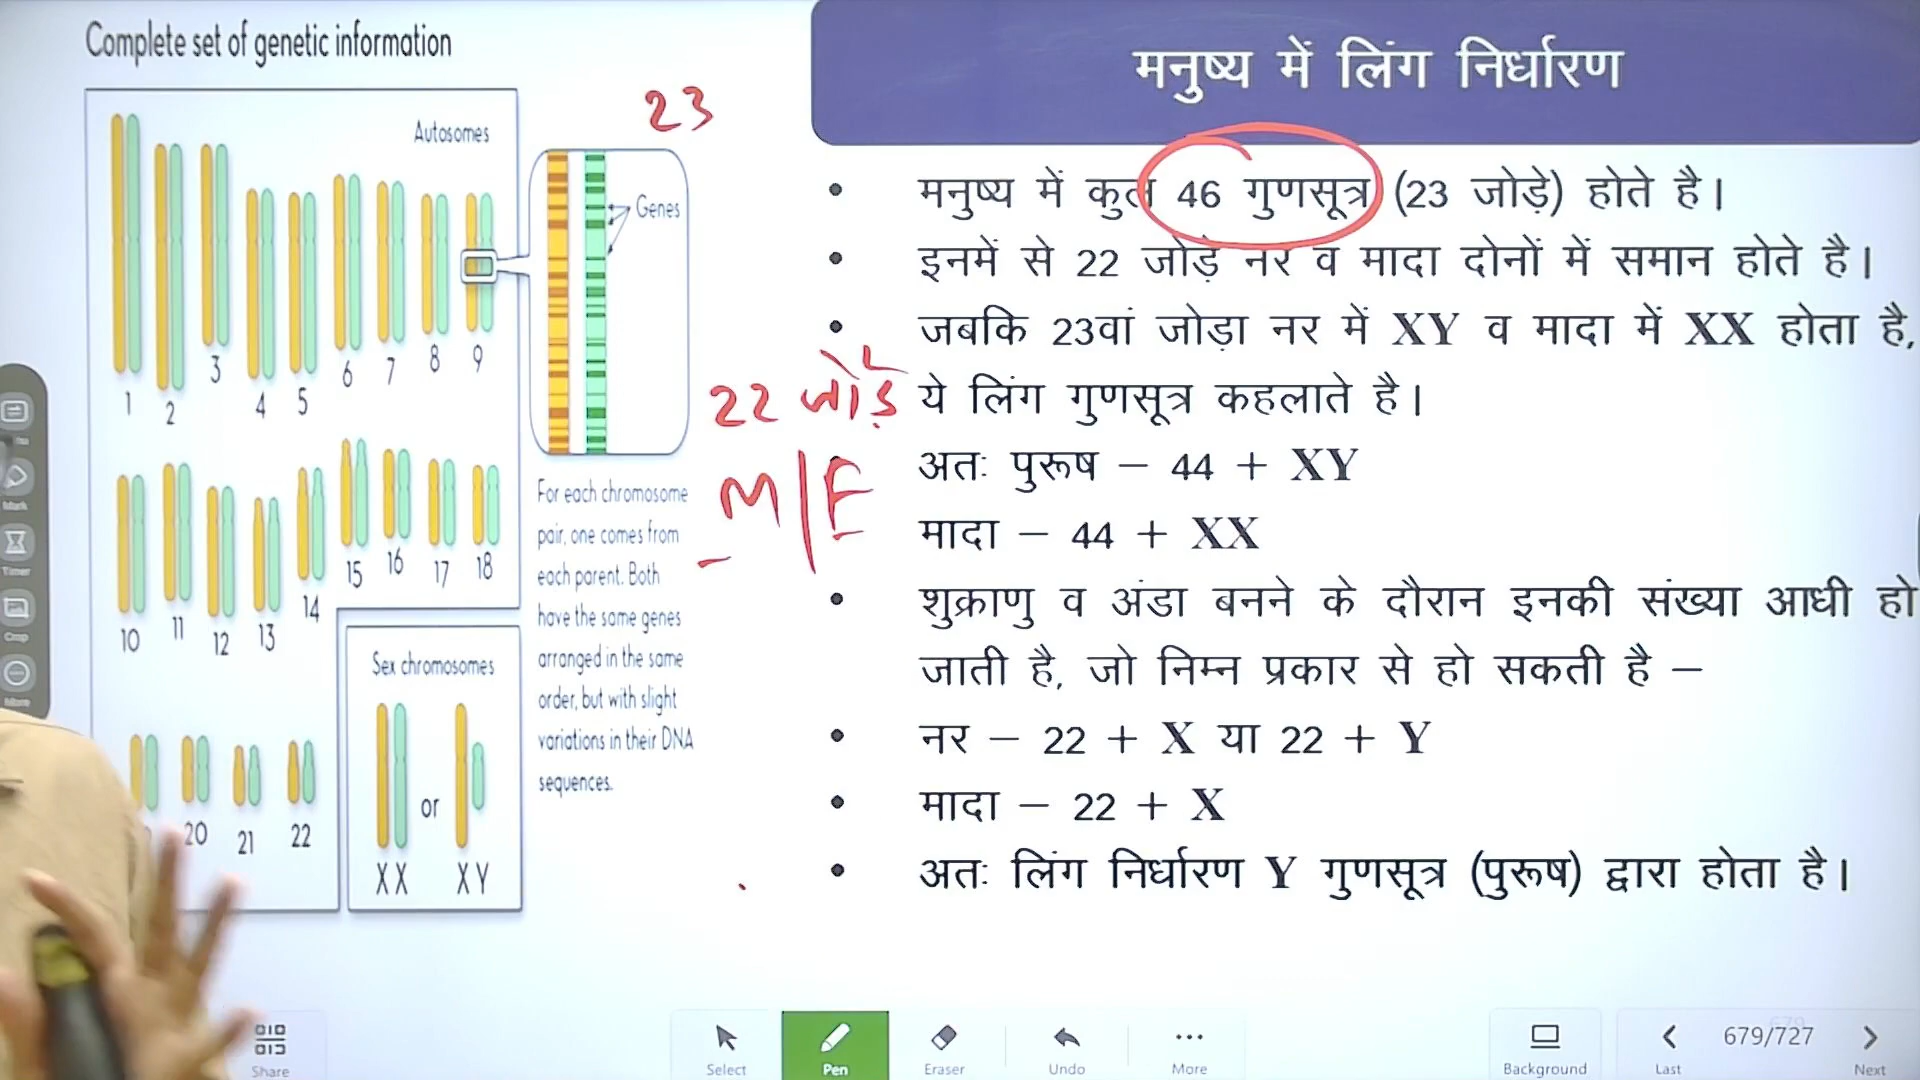 Complete set of genetic information
Autosomes
1 2 3 4 5 6 7 8 9
10 11 12 13 14 15 16 17 18
20 21 22
Sex chromosomes
or
XX XY
Genes
For each chromosome
pair, one comes from
each parent. Both
have the same genes
arranged in the same
order, but with slight
variations in their DNA
sequences.
23
22 जोड़े
M|F
मनुष्य में लिंग निर्धारण
• मनुष्य में कुल 46 गुणसूत्र (23 जोड़े) होते है।
• इनमें से 22 जोड़े नर व मादा दोनों में समान होते है।
• जबकि 23वां जोड़ा नर में XY व मादा में XX होता है,
ये लिंग गुणसूत्र कहलाते है।
अतः पुरूष – 44 + XY
मादा – 44 + XX
• शुक्राणु व अंडा बनने के दौरान इनकी संख्या आधी हो
जाती है, जो निम्न प्रकार से हो सकती है –
• नर – 22 + X या 22 + Y
• मादा – 22 + X
• अतः लिंग निर्धारण Y गुणसूत्र (पुरूष) द्वारा होता है।
Mark
Timer
Crop
More
Share
Select
Pen
Eraser
Undo
More
Background
Last
679/727
Next